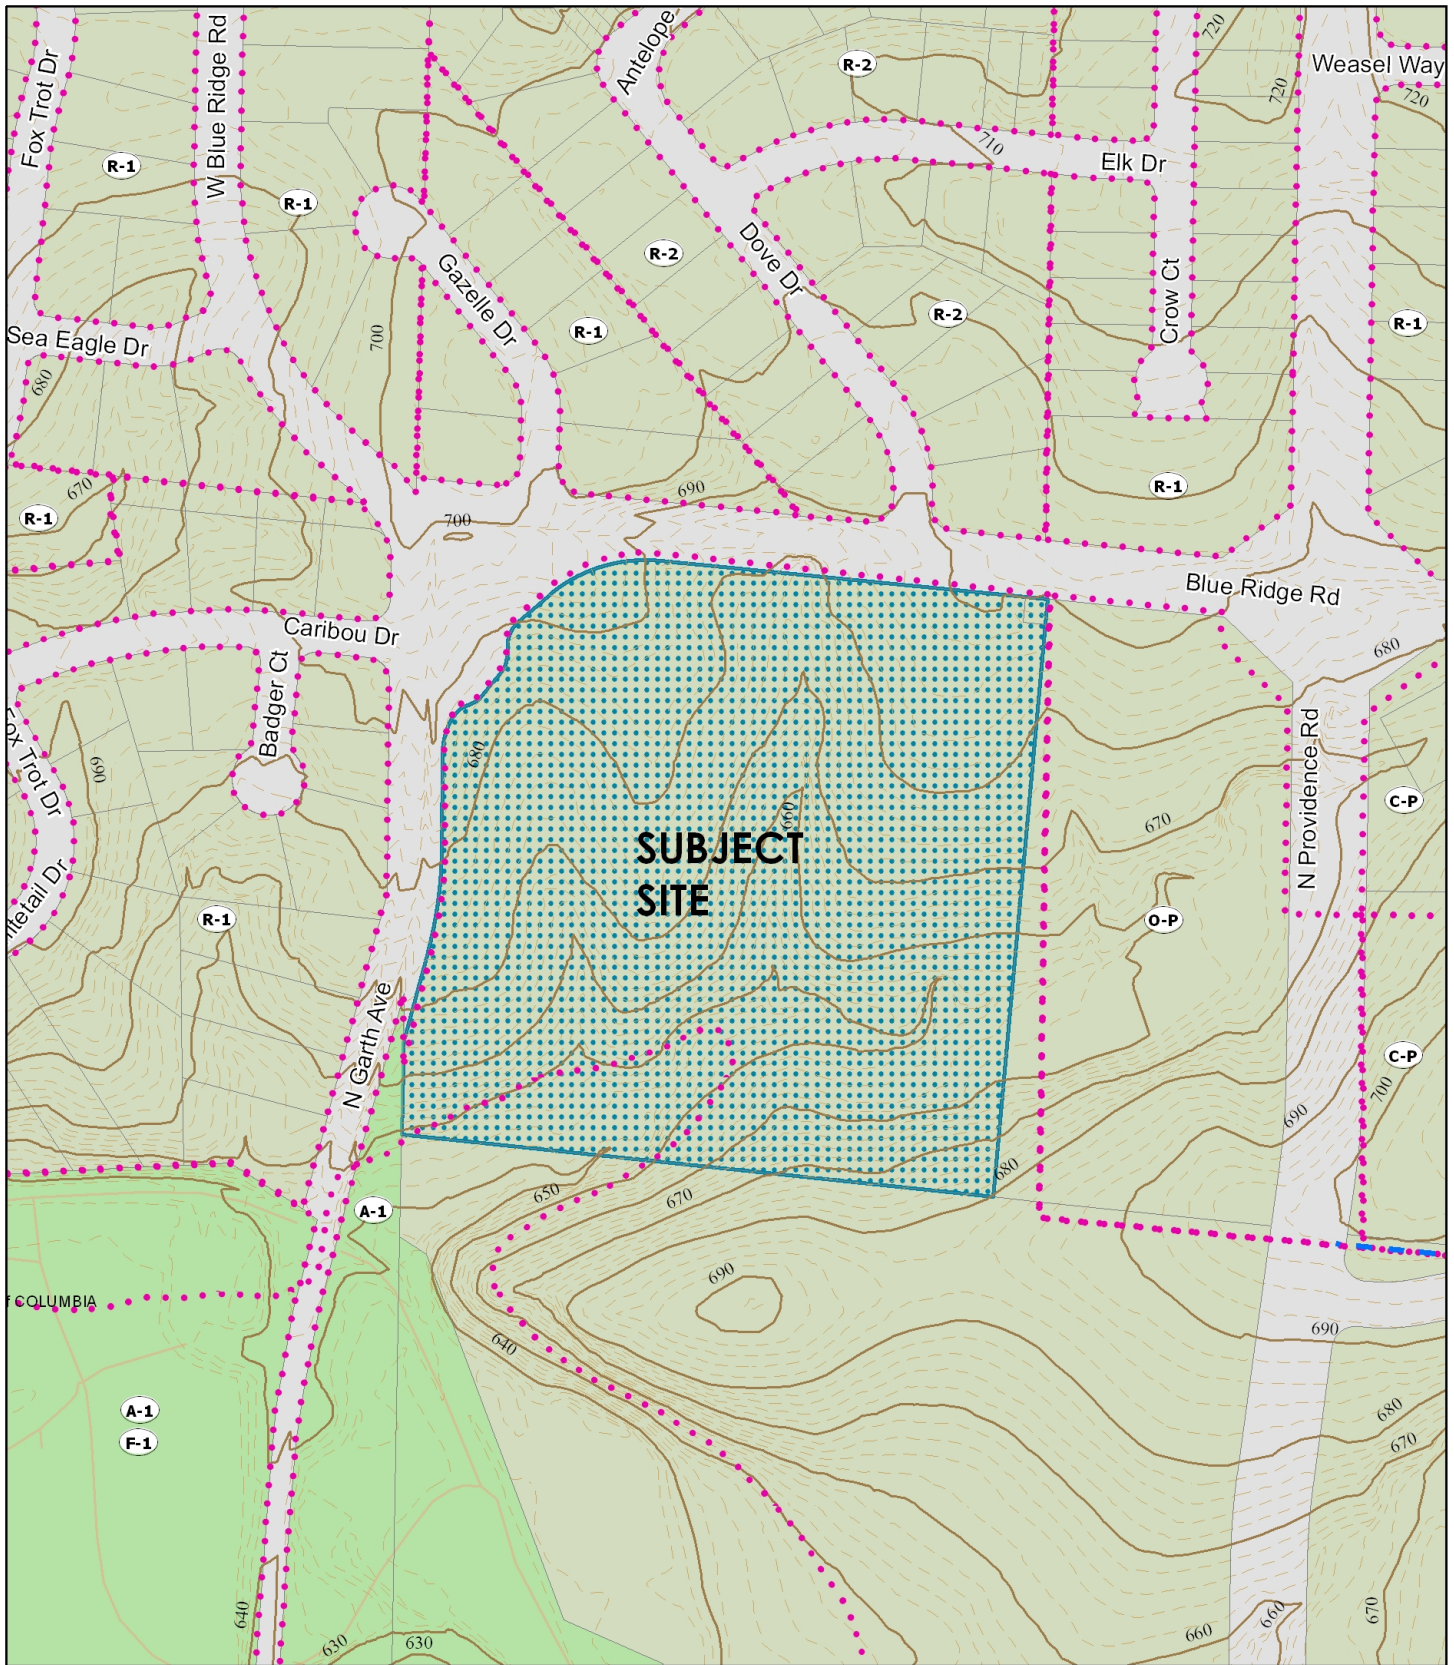 Fox Trot Dr
W Blue Ridge Rd
Antelope
R-2
720
720
Weasel Way
720
R-1
R-1
710
Elk Dr
R-2
Dove Dr
Gazelle Dr
Crow Ct
R-2
R-1
R-1
700
Sea Eagle Dr
680
670
690
R-1
R-1
700
Blue Ridge Rd
Caribou Dr
680
Badger Ct
680
690
Fox Trot Dr
N Providence Rd
C-P
660
670
SUBJECT
SITE
R-1
O-P
N Garth Ave
C-P
700
690
680
650
670
A-1
690
f COLUMBIA
640
690
A-1
F-1
680
670
640
630
630
660
660
670